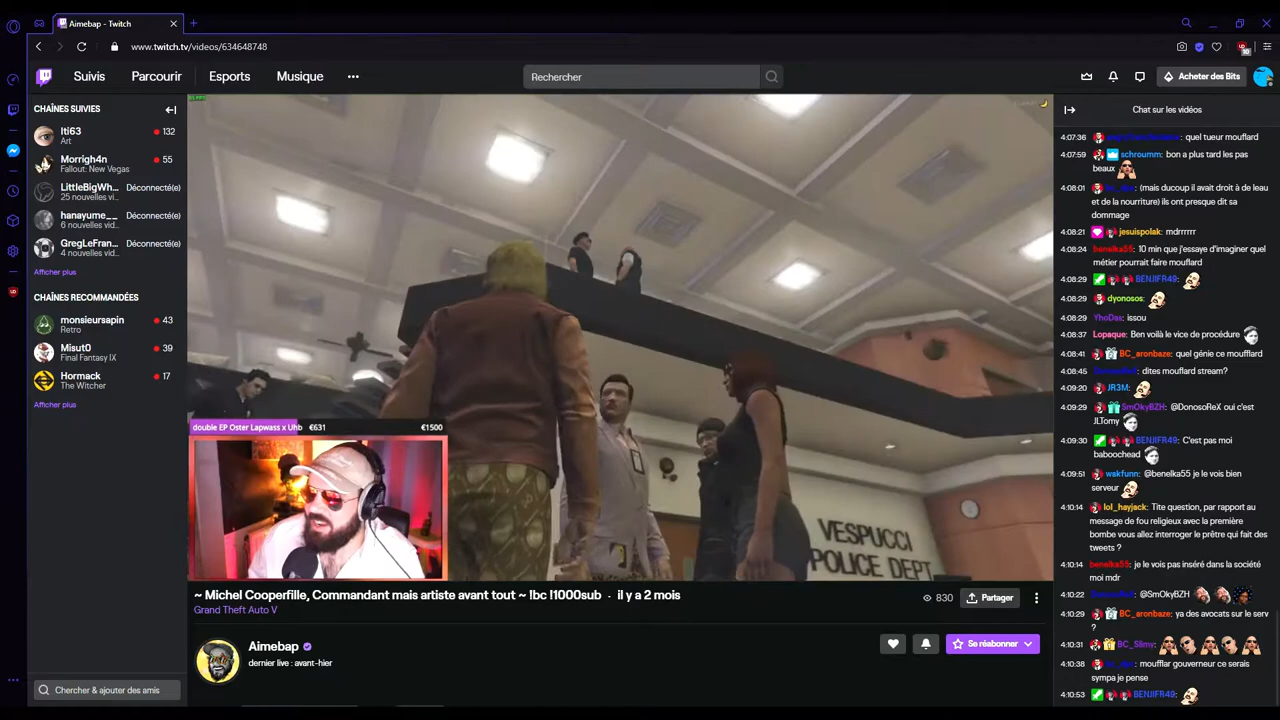 Aimebap - Twitch
www.twitch.tv/videos/634648748
Suivis
Parcourir
Esports
Musique
Rechercher
Acheter des Bits
CHAÎNES SUIVIES
Iti63
132
Art
Morrigh4n
55
Fallout: New Vegas
LittleBigWh...
Déconnecté(e)
25 nouvelles vi...
hanayume__
Déconnecté(e)
6 nouvelles vid...
GregLeFran...
Déconnecté(e)
4 nouvelles vid...
Afficher plus
CHAÎNES RECOMMANDÉES
monsieursapin
43
Retro
Misut0
39
Final Fantasy IX
Hormack
17
The Witcher
Afficher plus
Chercher & ajouter des amis
double EP Oster Lapwass x Uhb €631 €1500
VESPUCCI
POLICE DEPT
~ Michel Cooperfille, Commandant mais artiste avant tout ~ !bc !1000sub · il y a 2 mois
Grand Theft Auto V
830
Partager
Aimebap
dernier live : avant-hier
Se réabonner
Chat sur les vidéos
4:07:36 quel tueur mouflard
4:07:59 schroumm: bon a plus tard les pas
beaux
4:08:01 (mais ducoup il avait droit à de leau
et de la nourriture) ils ont presque dit sa
dommage
4:08:21 jesuispolak: mdrrrrrr
4:08:24 benelka55: 10 min que j'essaye d'imaginer quel
métier pourrait faire mouflard
4:08:29 BENJIFR49:
4:08:29 dyonosos:
4:08:29 YhoDas: issou
4:08:37 Lopaque: Ben voilà le vice de procédure
4:08:41 BC_aronbaze: quel génie ce moufflard
4:08:45 DonosoReX: dites mouflard stream?
4:09:20 JR3M:
4:09:29 SmOkyBZH: @DonosoReX oui c'est
JLTomy
4:09:30 BENJIFR49: C'est pas moi
baboochead
4:09:51 wakfunn: @benelka55 je le vois bien
serveur
4:10:14 lol_hayjack: Tite question, par rapport au
message de fou religieux avec la première
bombe vous allez interroger le prêtre qui fait des
tweets ?
4:10:14 benelka55: je le vois pas inséré dans la société
moi mdr
4:10:22 DonosoReX: @SmOkyBZH
4:10:29 BC_aronbaze: ya des avocats sur le serv
?
4:10:31 BC_Slimy:
4:10:38 moufflar gouverneur ce serais
sympa je pense
4:10:53 BENJIFR49: